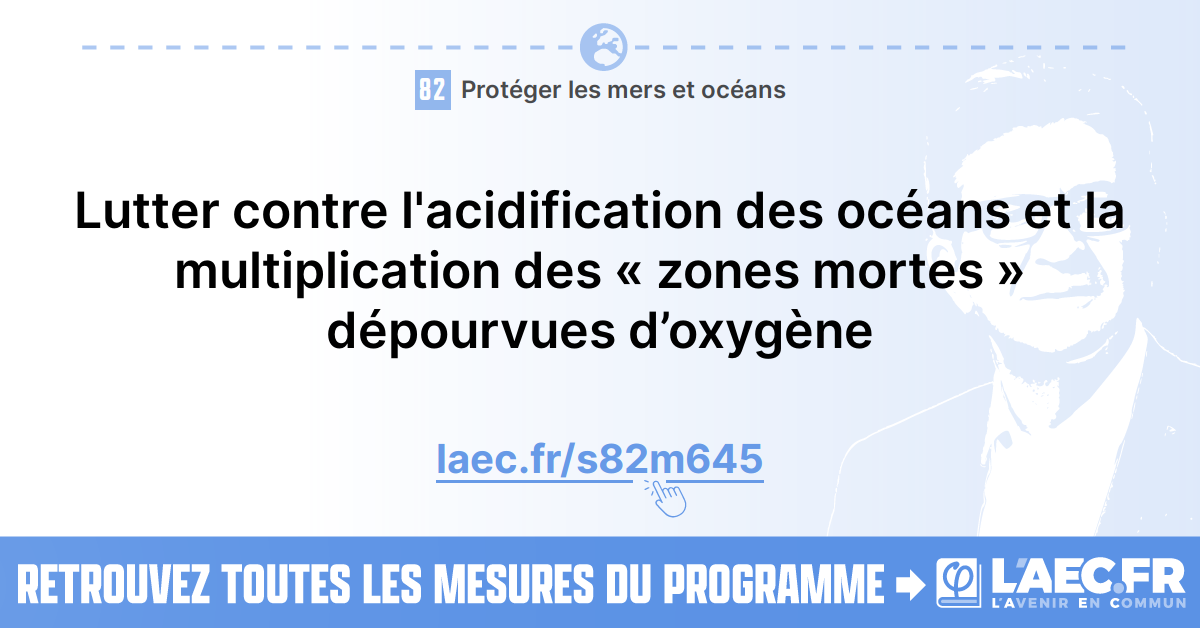 82 Protéger les mers et océans
Lutter contre l'acidification des océans et la
multiplication des « zones mortes »
dépourvues d’oxygène
laec.fr/s82m645
RETROUVEZ TOUTES LES MESURES DU PROGRAMME
φ L'AEC.FR
L'AVENIR EN COMMUN